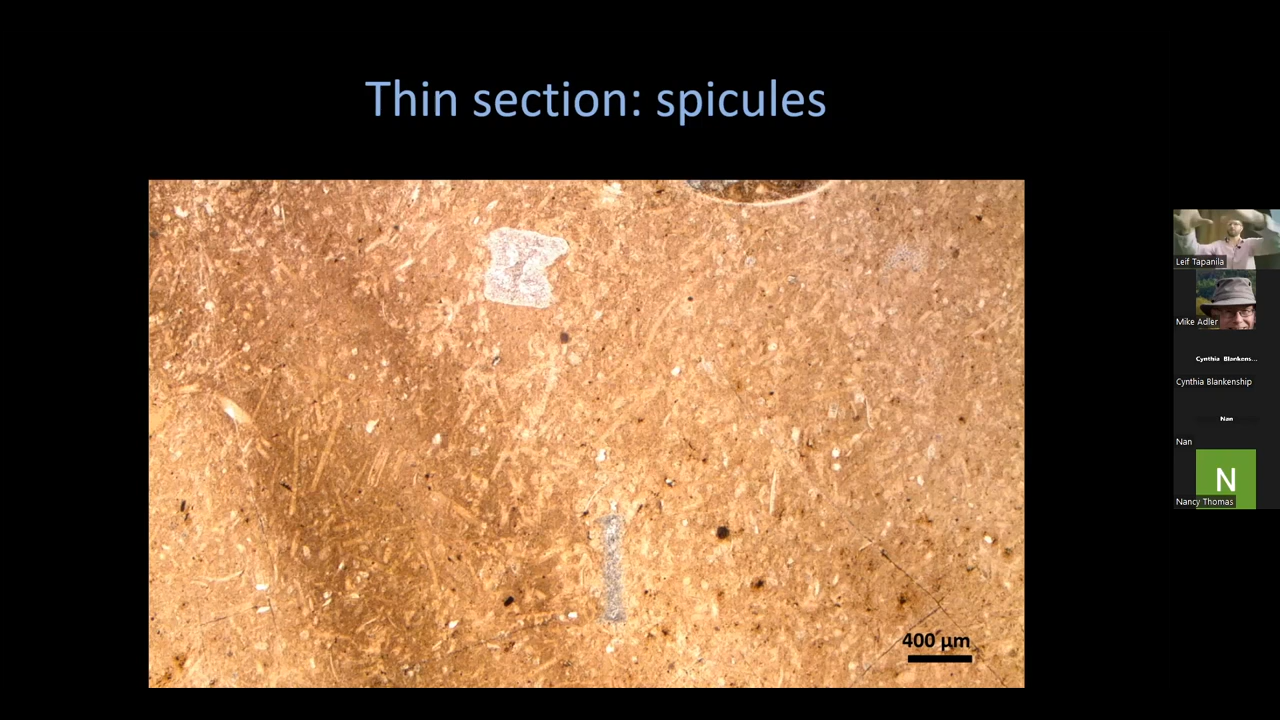 Thin section: spicules
400 µm
Leif Tapanila
Mike Adler
Cynthia Blankens...
Cynthia Blankenship
Nan
Nan
N
Nancy Thomas